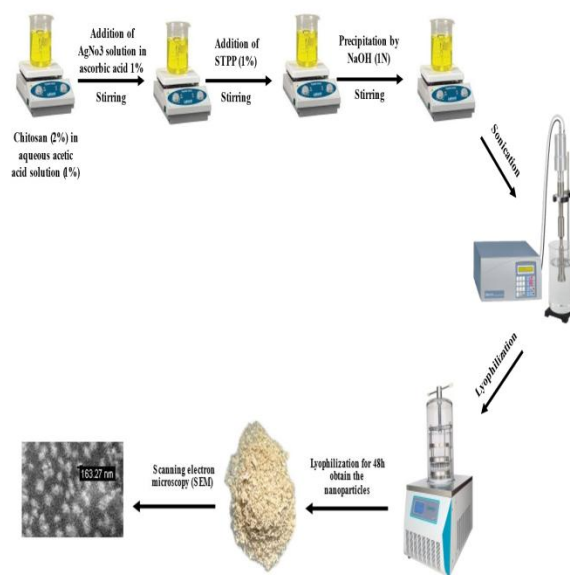 Addition of
AgNo3 solution in
ascorbic acid 1%
Stirring
Addition of
STPP (1%)
Stirring
Precipitation by
NaOH (1N)
Stirring
Chitosan (2%) in
aqueous acetic
acid solution (1%)
Sonication
Lyophilization
Lyophilization for 48h
obtain the
nanoparticles
Scanning electron
microscopy (SEM)
163.27 nm